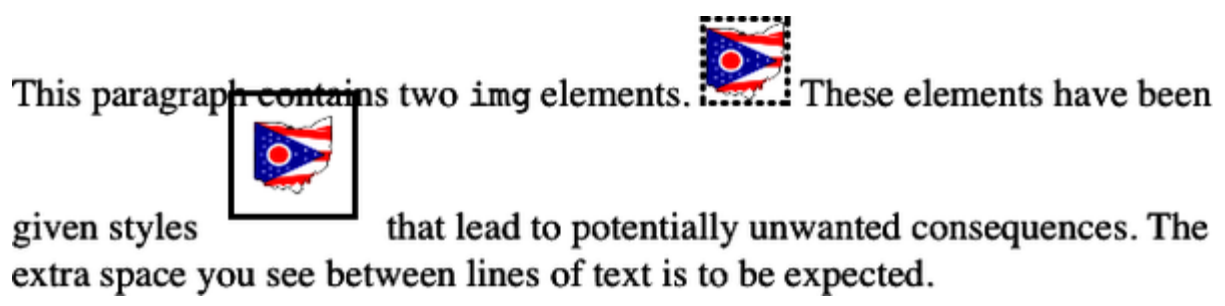 This paragraph contains two img elements. These elements have been
given styles that lead to potentially unwanted consequences. The
extra space you see between lines of text is to be expected.